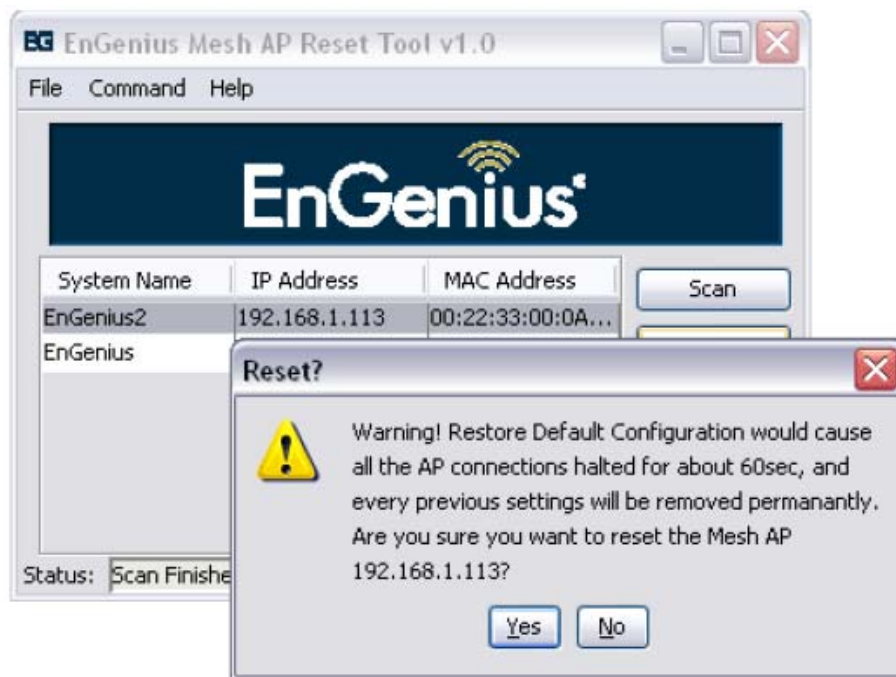 EG EnGenius Mesh AP Reset Tool v1.0
File Command Help
EnGenius
System Name IP Address MAC Address
Scan
EnGenius2 192.168.1.113 00:22:33:00:0A...
EnGenius
Reset?
Warning! Restore Default Configuration would cause
all the AP connections halted for about 60sec, and
every previous settings will be removed permanantly.
Are you sure you want to reset the Mesh AP
192.168.1.113?
Yes No
Status: Scan Finishe